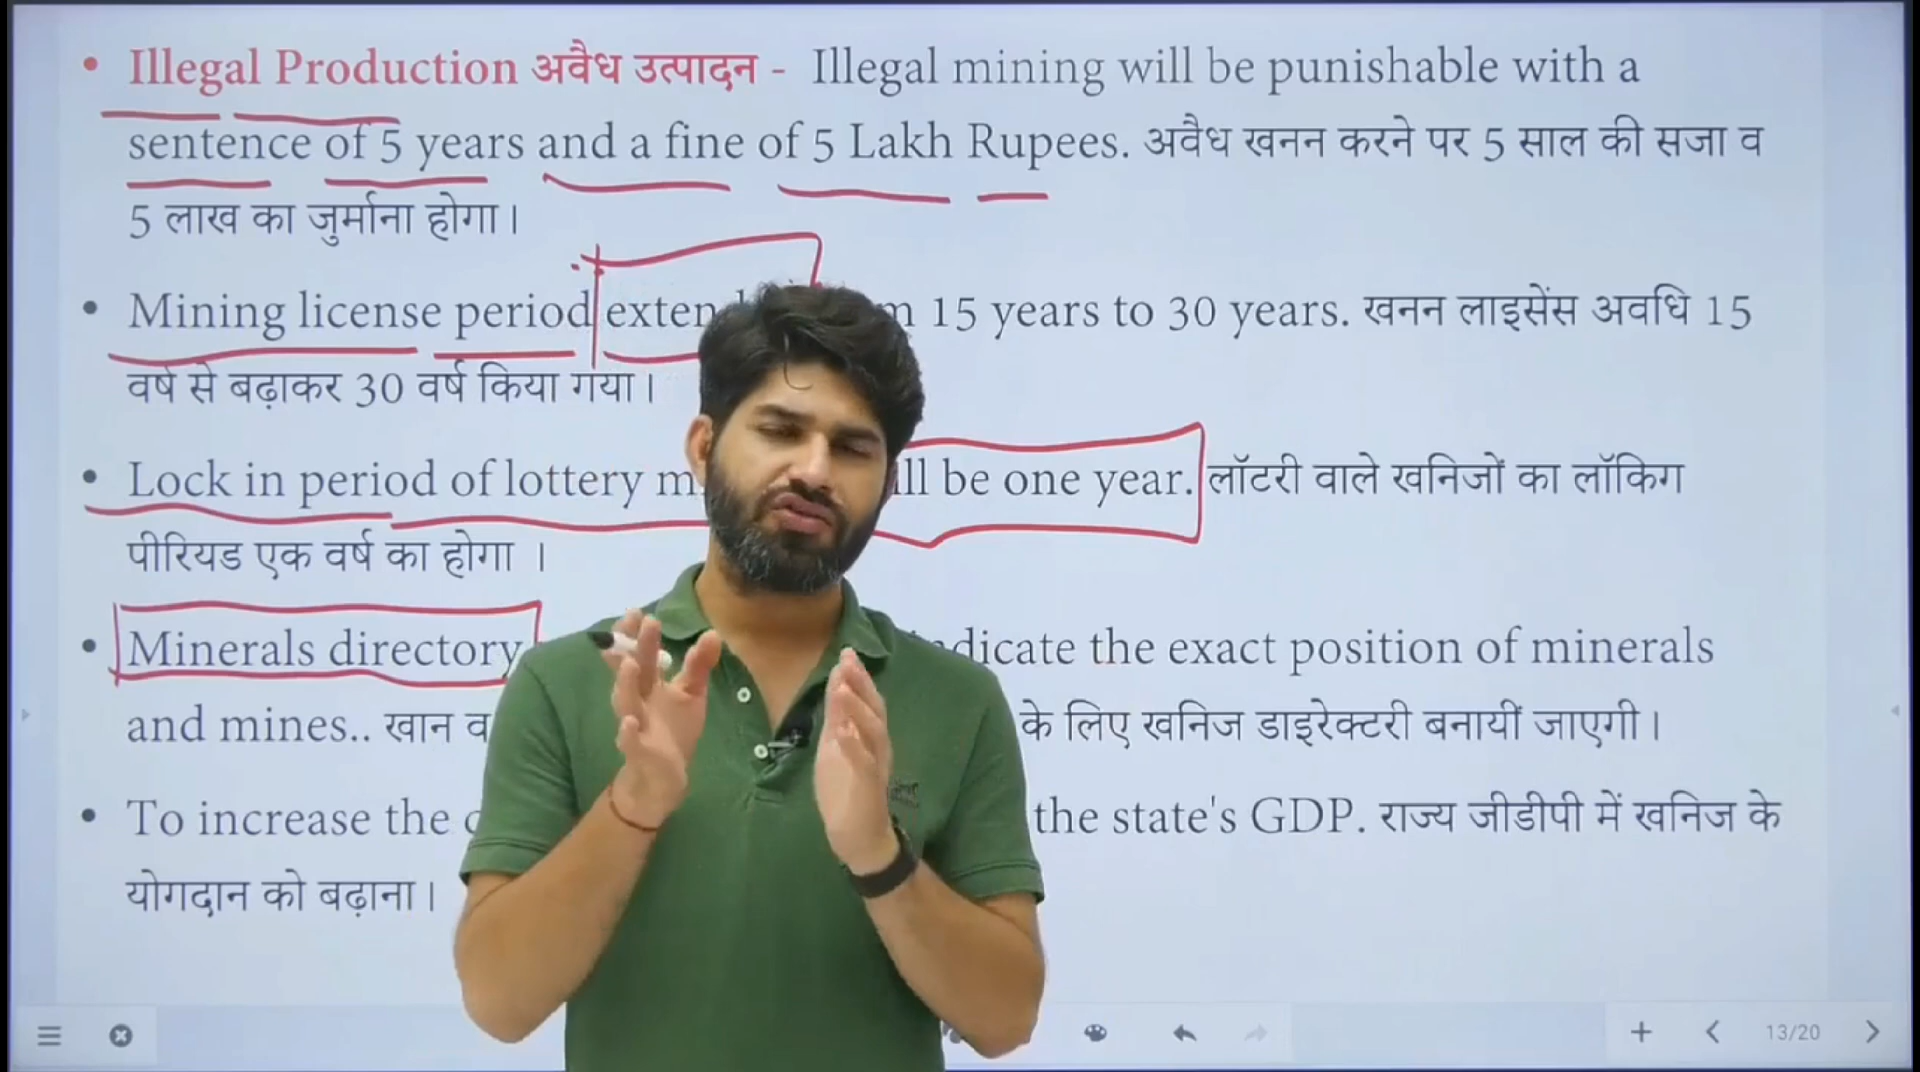 • Illegal Production अवैध उत्पादन - Illegal mining will be punishable with a
sentence of 5 years and a fine of 5 Lakh Rupees. अवैध खनन करने पर 5 साल की सजा व
5 लाख का जुर्माना होगा।
• Mining license period 15 years to 30 years. खनन लाइसेंस अवधि 15
वर्ष से बढ़ाकर 30 वर्ष किया गया।
• Lock in period of lottery be one year. लॉटरी वाले खनिजों का लॉकिग
पीरियड एक वर्ष का होगा ।
• Minerals directory the exact position of minerals
and mines.. खान व के लिए खनिज डाइरेक्टरी बनायीं जाएगी।
• To increase the the state's GDP. राज्य जीडीपी में खनिज के
योगदान को बढ़ाना।
13/20